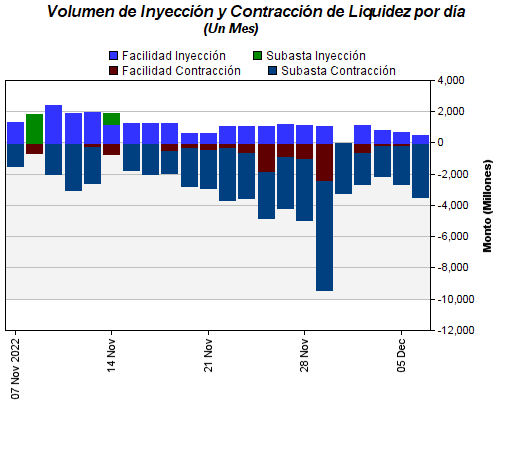 Volumen de Inyección y Contracción de Liquidez por día
(Un Mes)
Facilidad Inyección
Subasta Inyección
Facilidad Contracción
Subasta Contracción
4,000
2,000
0
-2,000
-4,000
-6,000
-8,000
-10,000
-12,000
Monto (Millones)
07 Nov 2022
14 Nov
21 Nov
28 Nov
05 Dec